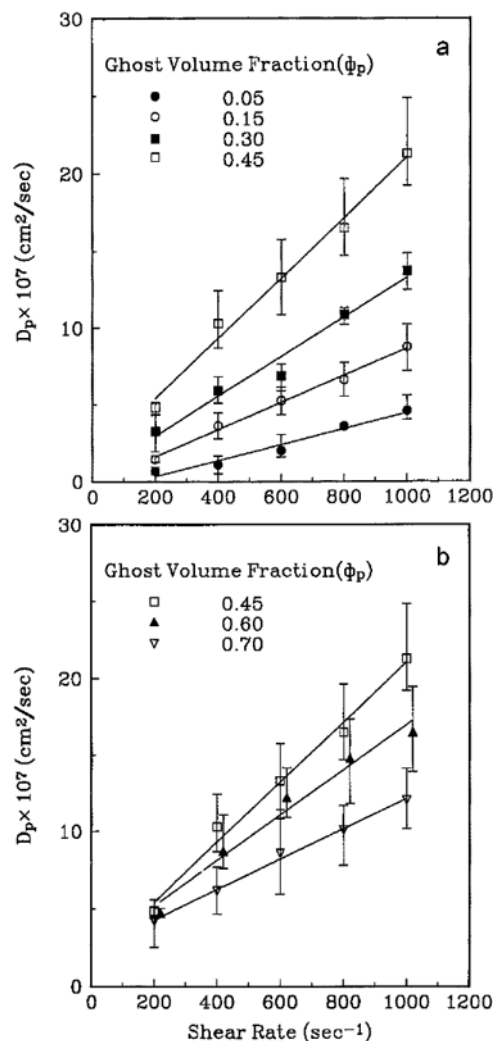 a
Ghost Volume Fraction(ϕₚ)
● 0.05
○ 0.15
■ 0.30
□ 0.45
30
20
10
0
Dₚ× 10⁷ (cm²/sec)
0 200 400 600 800 1000 1200
b
Ghost Volume Fraction(ϕₚ)
□ 0.45
▲ 0.60
▽ 0.70
30
20
10
0
Dₚ× 10⁷ (cm²/sec)
0 200 400 600 800 1000 1200
Shear Rate (sec⁻¹)